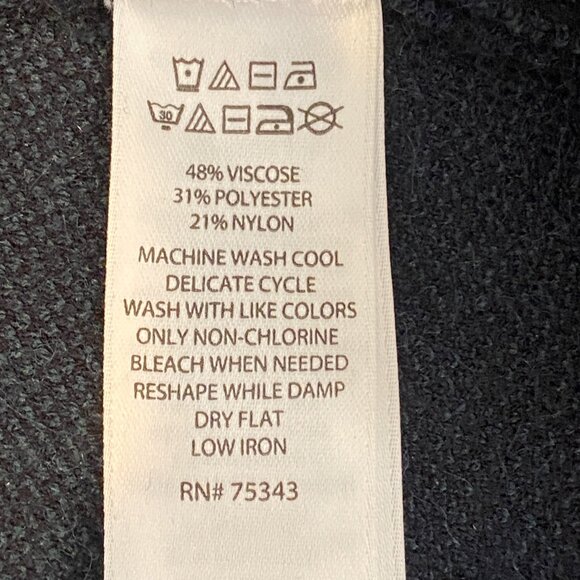 30
48% VISCOSE
31% POLYESTER
21% NYLON
MACHINE WASH COOL
DELICATE CYCLE
WASH WITH LIKE COLORS
ONLY NON-CHLORINE
BLEACH WHEN NEEDED
RESHAPE WHILE DAMP
DRY FLAT
LOW IRON
RN# 75343